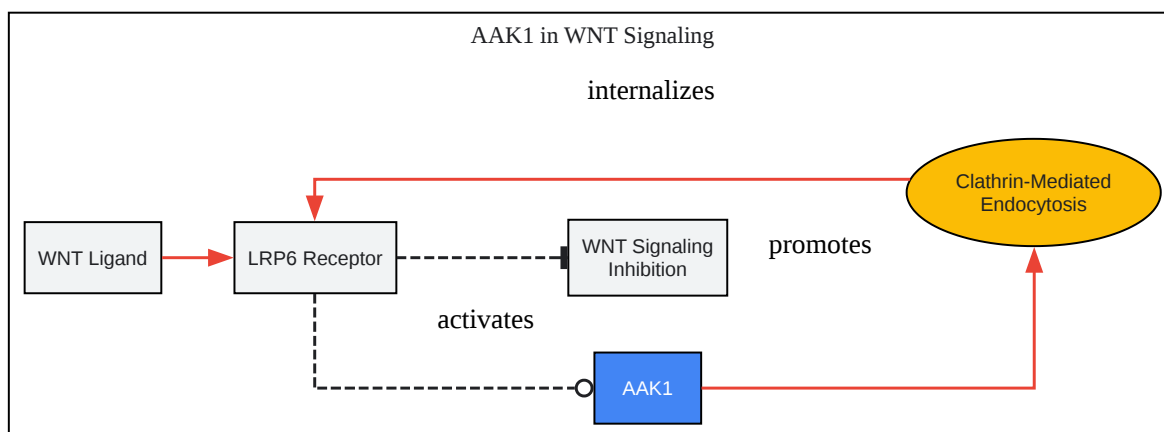 AAK1 in WNT Signaling
internalizes
Clathrin-Mediated
Endocytosis
WNT Ligand
LRP6 Receptor
WNT Signaling
Inhibition
promotes
activates
AAK1